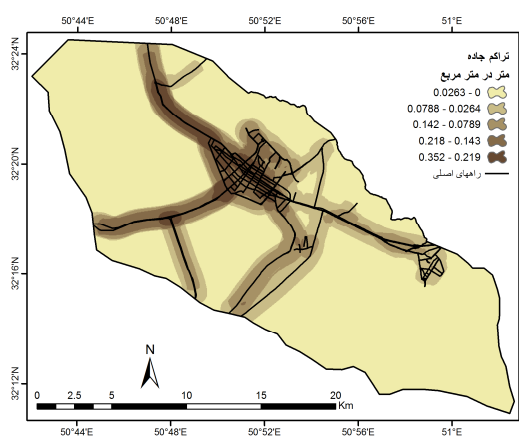 50°44'E 50°48'E 50°52'E 50°56'E 51°E
32°24'N
32°20'N
32°16'N
32°12'N
تراکم جاده
متر در متر مربع
0.0263 - 0
0.0788 - 0.0264
0.142 - 0.0789
0.218 - 0.143
0.352 - 0.219
راههای اصلی
N
0 2.5 5 10 15 20
Km
50°44'E 50°48'E 50°52'E 50°56'E 51°E